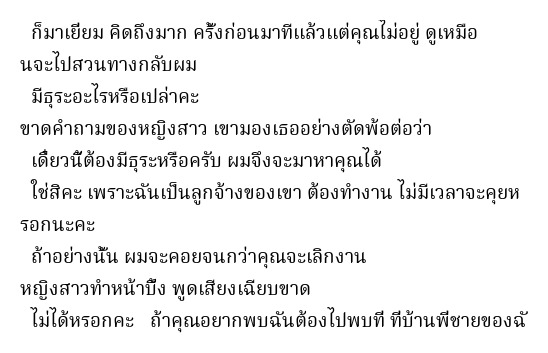 ก็มาเยี่ยม คิดถึงมาก ครั้งก่อนมาทีแล้วแต่คุณไม่อยู่ ดูเหมือ
นจะไปสวนทางกลับผม
มีธุระอะไรหรือเปล่าคะ
ขาดคำถามของหญิงสาว เขามองเธออย่างตัดพ้อต่อว่า
เดี๋ยวนี้ต้องมีธุระหรือครับ ผมจึงจะมาหาคุณได้
ใช่สิคะ เพราะฉันเป็นลูกจ้างของเขา ต้องทำงาน ไม่มีเวลาจะคุยห
รอกนะคะ
ถ้าอย่างนั้น ผมจะคอยจนกว่าคุณจะเลิกงาน
หญิงสาวทำหน้าบึ้ง พูดเสียงเฉียบขาด
ไม่ได้หรอกคะ ถ้าคุณอยากพบฉันต้องไปพบที่ ที่บ้านพี่ชายของฉั